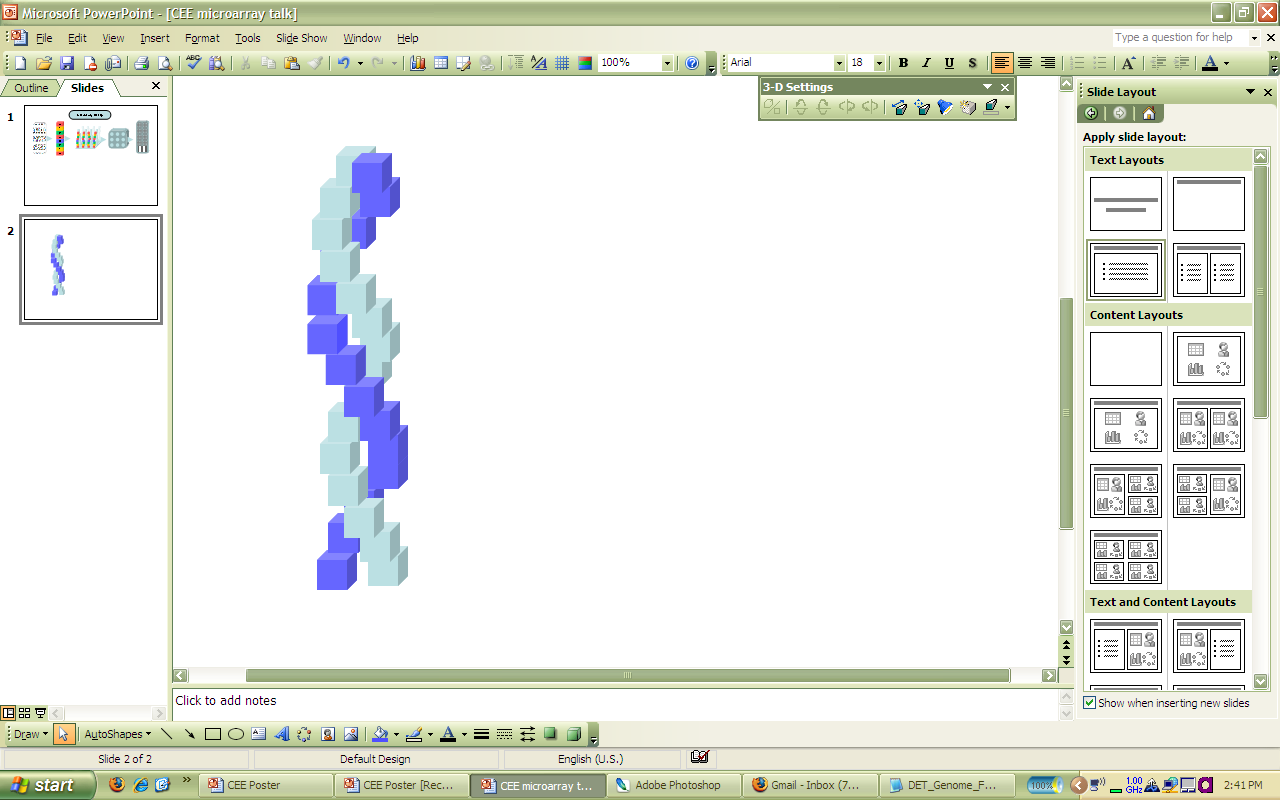 Microsoft PowerPoint - [CEE microarray talk]
File Edit View Insert Format Tools Slide Show Window Help
Type a question for help
100%
Arial
18
B I U S
A
A
Outline
Slides
1
2
3-D Settings
Slide Layout
Apply slide layout:
Text Layouts
Content Layouts
Text and Content Layouts
Show when inserting new slides
Click to add notes
Draw
AutoShapes
A
Slide 2 of 2
Default Design
English (U.S.)
start
CEE Poster
CEE Poster [Rec...
CEE microarray t...
Adobe Photoshop
Gmail - Inbox (7...
DET_Genome_F...
100%
1.00
GHz
2:41 PM